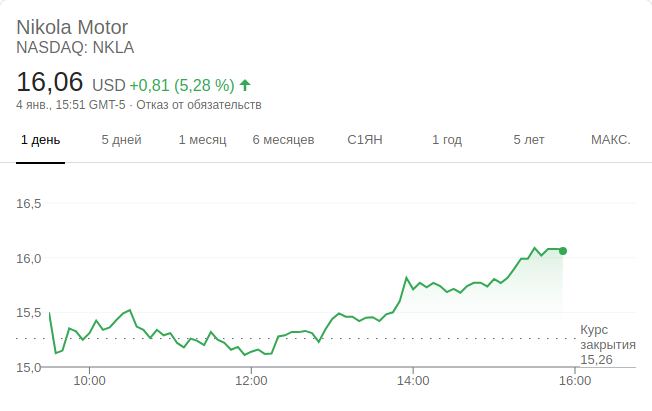 Nikola Motor
NASDAQ: NKLA
16,06 USD +0,81 (5,28 %)
4 янв., 15:51 GMT-5 · Отказ от обязательств
1 день 5 дней 1 месяц 6 месяцев С1ЯН 1 год 5 лет МАКС.
16,5
16,0
15,5
Курс
закрытия
15,26
15,0
10:00 12:00 14:00 16:00